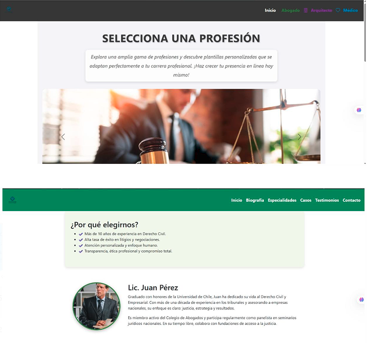 Inicio Abogado Arquitecto Médico
SELECCIONA UNA PROFESIÓN
Explora una amplia gama de profesiones y descubre plantillas personalizadas que se
adaptan perfectamente a tu carrera profesional. ¡Haz crecer tu presencia en línea hoy
mismo!
Inicio Biografía Especialidades Casos Testimonios Contacto
¿Por qué elegirnos?
Más de 10 años de experiencia en Derecho Civil.
Alta tasa de éxito en litigios y negociaciones.
Atención personalizada y enfoque humano.
Transparencia, ética profesional y compromiso total.
Lic. Juan Pérez
Graduado con honores de la Universidad de Chile, Juan ha dedicado su vida al Derecho Civil y
Empresarial. Con más de una década de experiencia en los tribunales y asesorando a empresas
nacionales, su enfoque es claro: justicia, estrategia y resultados.
Es miembro activo del Colegio de Abogados y participa regularmente como panelista en seminarios
jurídicos nacionales. En su tiempo libre, colabora con fundaciones de acceso a la justicia.